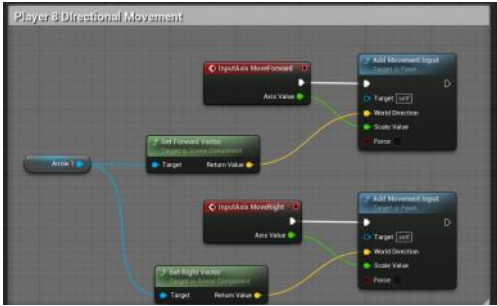 Player 8 Directional Movement
InputAxis MoveForward
Axis Value
Add Movement Input
Target is Pawn
Target self
World Direction
Scale Value
Force
Get Forward Vector
Target is Scene Component
Target Return Value
Arrow 1
InputAxis MoveRight
Axis Value
Add Movement Input
Target is Pawn
Target self
World Direction
Scale Value
Force
Get Right Vector
Target is Scene Component
Target Return Value